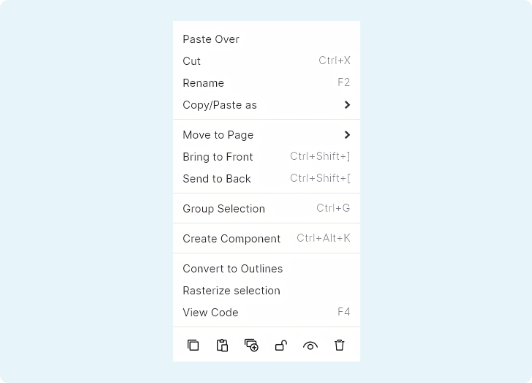 Paste Over
Cut Ctrl+X
Rename F2
Copy/Paste as
Move to Page
Bring to Front Ctrl+Shift+]
Send to Back Ctrl+Shift+[
Group Selection Ctrl+G
Create Component Ctrl+Alt+K
Convert to Outlines
Rasterize selection
View Code F4